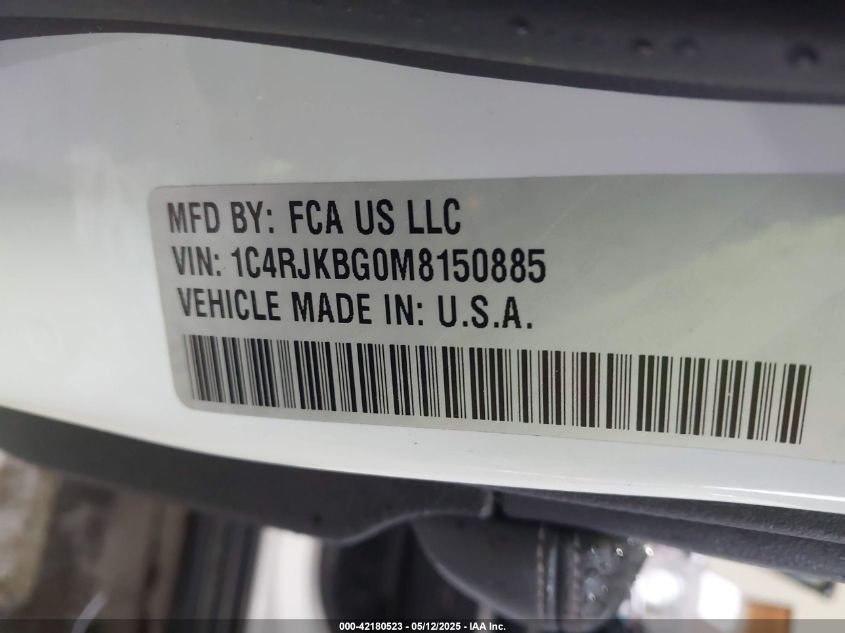 MFD BY: FCA US LLC
VIN: 1C4RJKBG0M8150885
VEHICLE MADE IN: U.S.A.
000-42180523 - 05/12/2025 - IAA Inc.